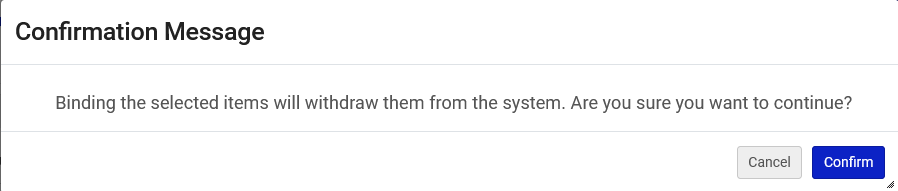 Confirmation Message
Binding the selected items will withdraw them from the system. Are you sure you want to continue?
Cancel Confirm